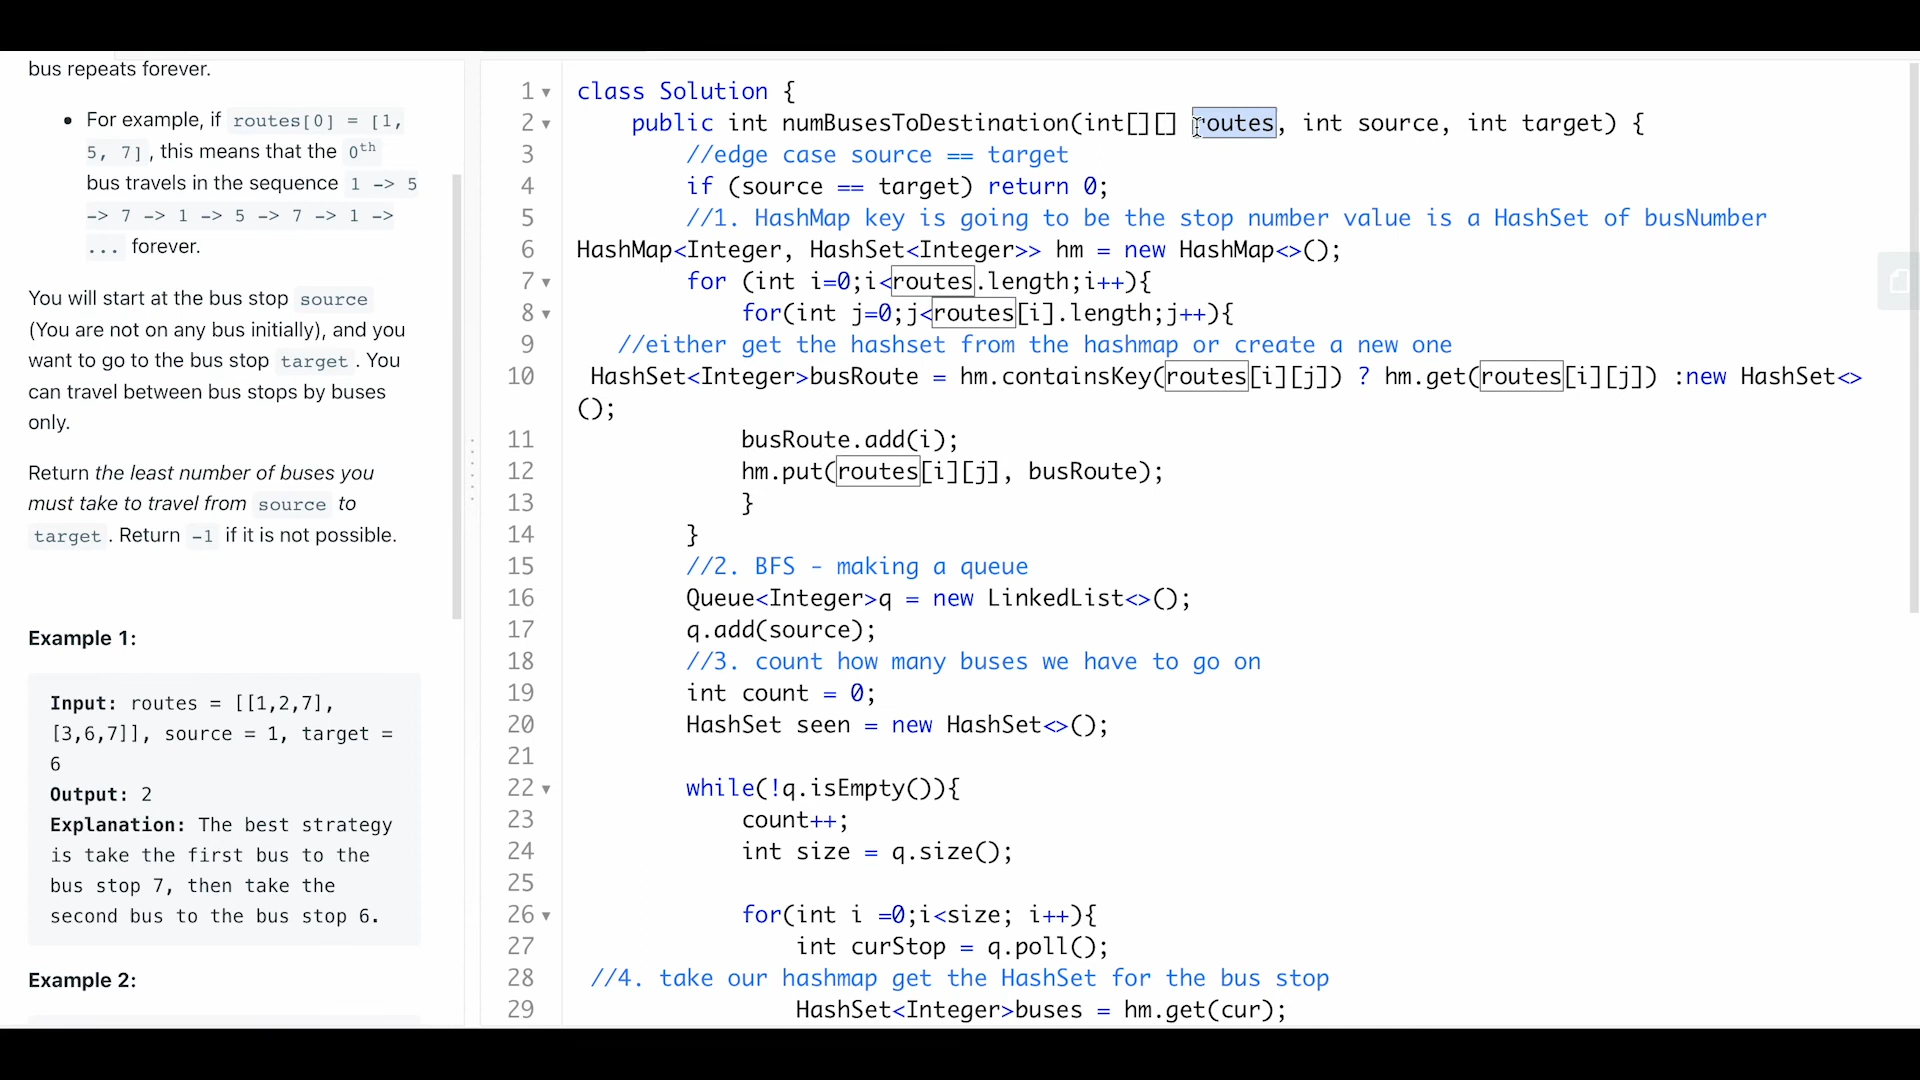 bus repeats forever.
• For example, if routes[0] = [1,
5, 7] , this means that the 0th
bus travels in the sequence 1 -> 5
-> 7 -> 1 -> 5 -> 7 -> 1 ->
... forever.
You will start at the bus stop source
(You are not on any bus initially), and you
want to go to the bus stop target . You
can travel between bus stops by buses
only.
Return the least number of buses you
must take to travel from source to
target . Return -1 if it is not possible.
Example 1:
Input: routes = [[1,2,7],
[3,6,7]], source = 1, target =
6
Output: 2
Explanation: The best strategy
is take the first bus to the
bus stop 7, then take the
second bus to the bus stop 6.
Example 2:
1 class Solution {
2 public int numBusesToDestination(int[][] routes, int source, int target) {
3 //edge case source == target
4 if (source == target) return 0;
5 //1. HashMap key is going to be the stop number value is a HashSet of busNumber
6 HashMap<Integer, HashSet<Integer>> hm = new HashMap<>();
7 for (int i=0;i<routes.length;i++){
8 for(int j=0;j<routes[i].length;j++){
9 //either get the hashset from the hashmap or create a new one
10 HashSet<Integer>busRoute = hm.containsKey(routes[i][j]) ? hm.get(routes[i][j]) :new HashSet<>
();
11 busRoute.add(i);
12 hm.put(routes[i][j], busRoute);
13 }
14 }
15 //2. BFS - making a queue
16 Queue<Integer>q = new LinkedList<>();
17 q.add(source);
18 //3. count how many buses we have to go on
19 int count = 0;
20 HashSet seen = new HashSet<>();
21
22 while(!q.isEmpty()){
23 count++;
24 int size = q.size();
25
26 for(int i =0;i<size; i++){
27 int curStop = q.poll();
28 //4. take our hashmap get the HashSet for the bus stop
29 HashSet<Integer>buses = hm.get(cur);